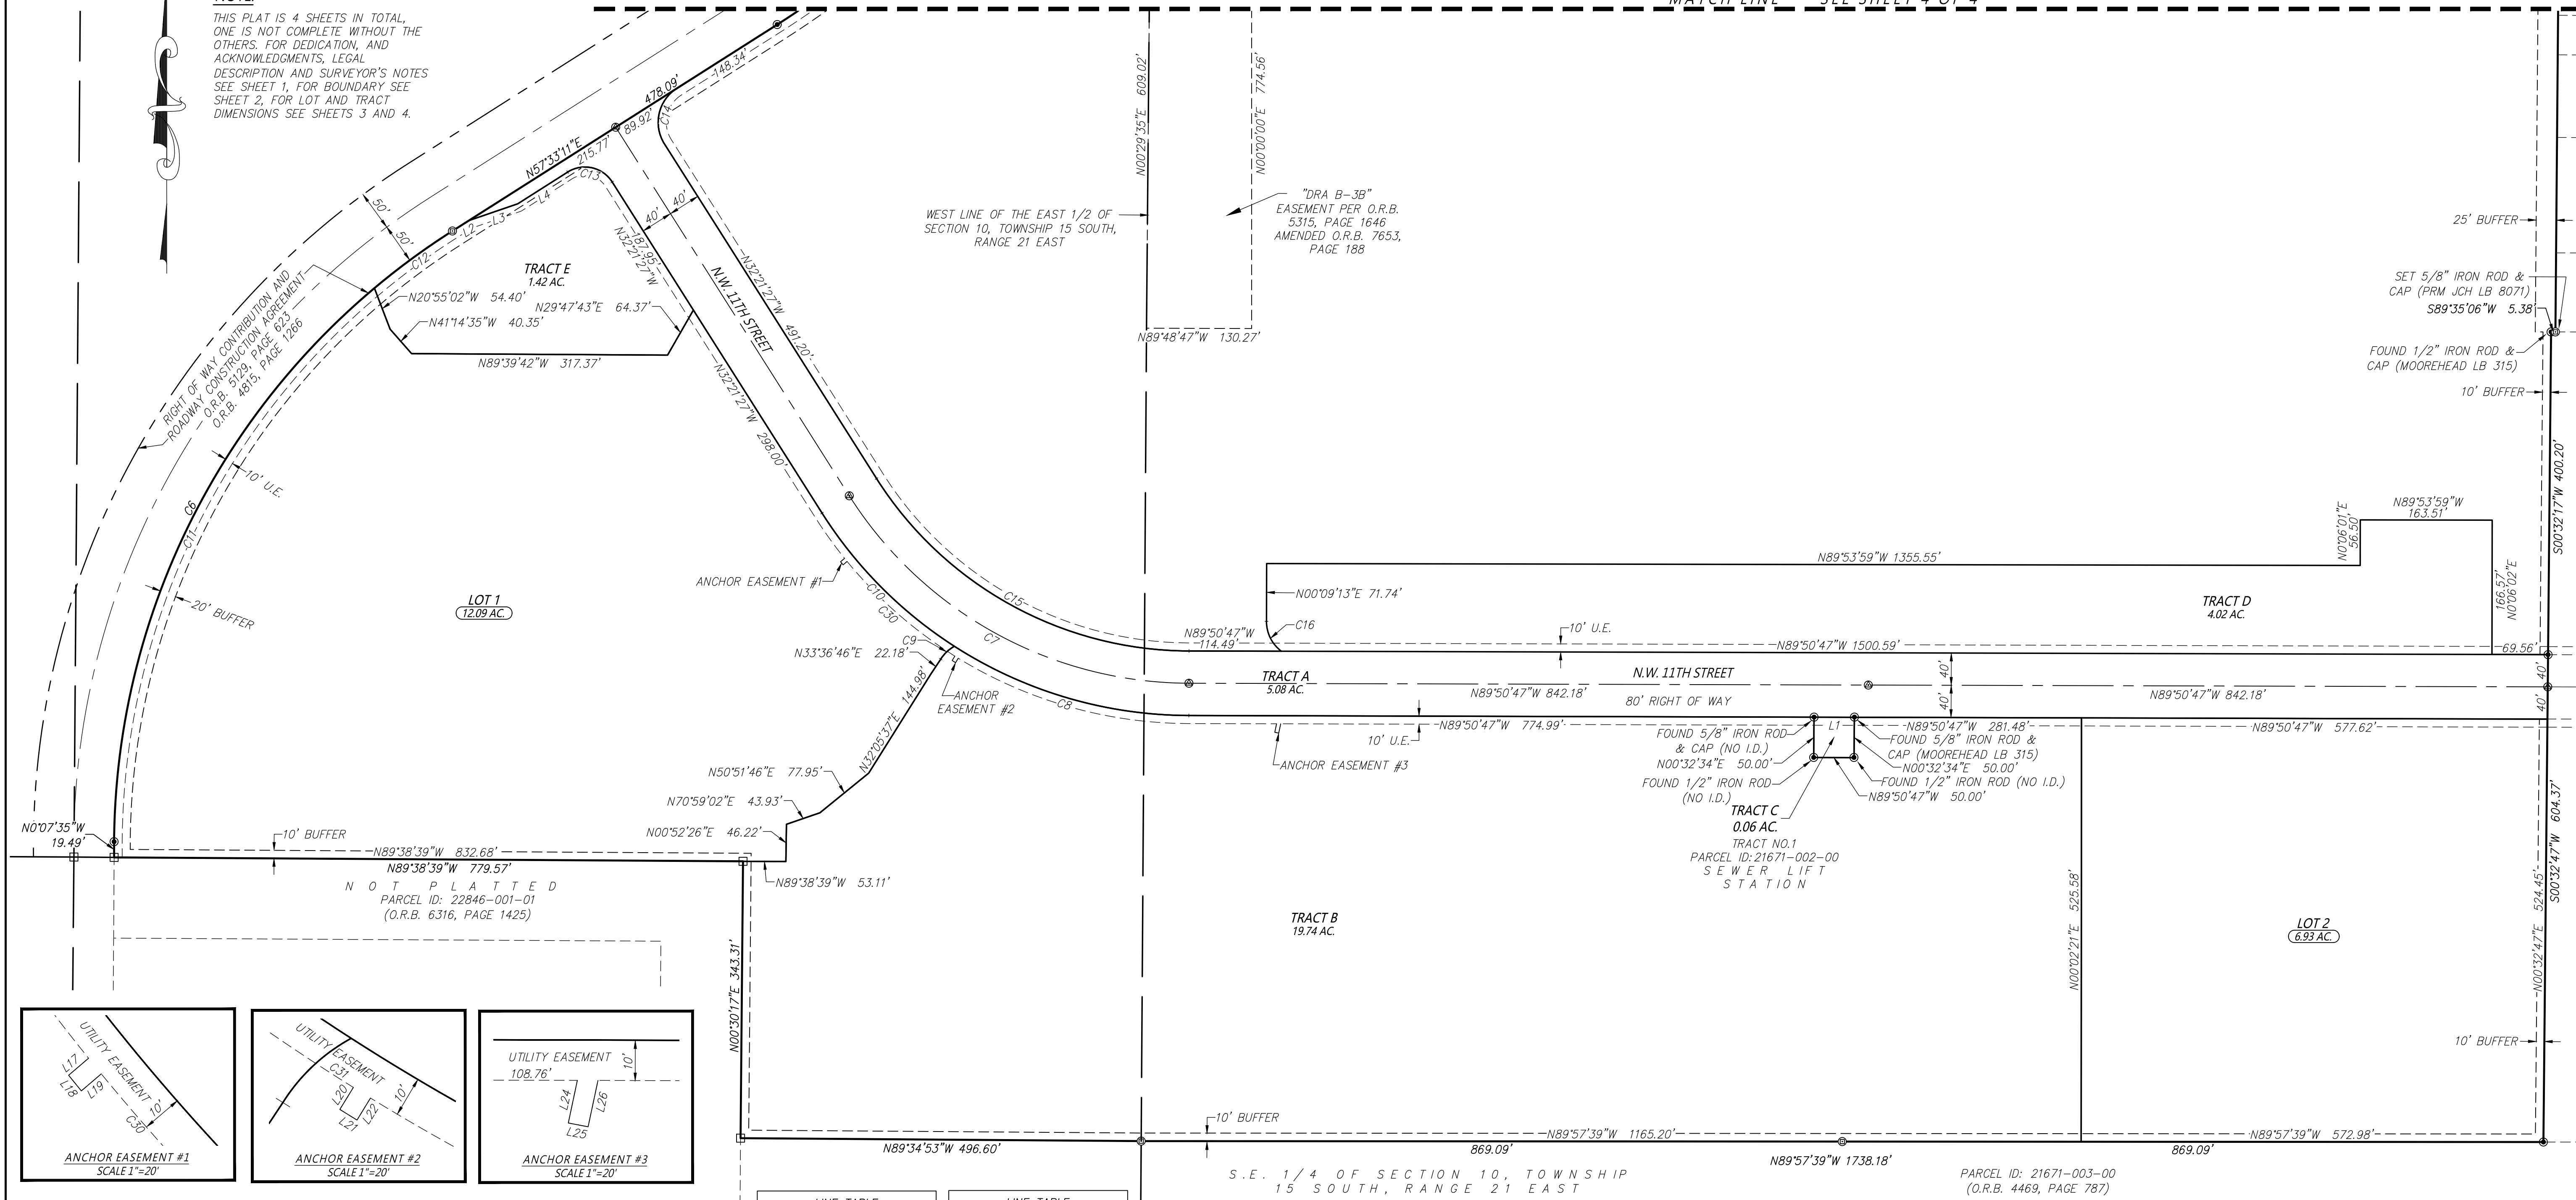 NOTE:
THIS PLAT IS 4 SHEETS IN TOTAL,
ONE IS NOT COMPLETE WITHOUT THE
OTHERS. FOR DEDICATION, AND
ACKNOWLEDGMENTS, LEGAL
DESCRIPTION AND SURVEYOR'S NOTES
SEE SHEET 1, FOR BOUNDARY SEE
SHEET 2, FOR LOT AND TRACT
DIMENSIONS SEE SHEETS 3 AND 4.
MATCH LINE SEE SHEET 4 OF 4
148.34'
478.09'
89.92'
C14
N57°33'11"E
215.77'
C13
L4
L3
L2
C12
50'
50'
40'
40'
187.95'
N32°21'27"W
N32°21'27"W 491.20'
N.W. 11TH STREET
N32°21'27"W 298.00'
TRACT E
1.42 AC.
N20°55'02"W 54.40'
N29°47'43"E 64.37'
N41°14'35"W 40.35'
N89°39'42"W 317.37'
RIGHT OF WAY CONTRIBUTION AND
ROADWAY CONSTRUCTION AGREEMENT
O.R.B. 5129, PAGE 623
O.R.B. 4815, PAGE 1266
10' U.E.
C6
C11
20' BUFFER
LOT 1
12.09 AC.
N00°29'35"E 609.02'
N00°00'00"E 774.56'
WEST LINE OF THE EAST 1/2 OF
SECTION 10, TOWNSHIP 15 SOUTH,
RANGE 21 EAST
"DRA B-3B"
EASEMENT PER O.R.B.
5315, PAGE 1646
AMENDED O.R.B. 7653,
PAGE 188
N89°48'47"W 130.27'
25' BUFFER
SET 5/8" IRON ROD &
CAP (PRM JCH LB 8071)
S89°35'06"W 5.38'
FOUND 1/2" IRON ROD &
CAP (MOOREHEAD LB 315)
10' BUFFER
S00°32'17"W 400.20'
N89°53'59"W
163.51'
N0°06'01"E
56.50'
N89°53'59"W 1355.55'
166.57'
N0°06'02"E
TRACT D
4.02 AC.
N00°09'13"E 71.74'
C16
ANCHOR EASEMENT #1
C10
C30
C15
C7
C9
C8
N33°36'46"E 22.18'
ANCHOR
EASEMENT #2
N32°05'37"E 144.98'
N50°51'46"E 77.95'
N70°59'02"E 43.93'
N00°52'26"E 46.22'
N89°50'47"W
114.49'
10' U.E.
N89°50'47"W 1500.59'
69.56'
TRACT A
5.08 AC.
N.W. 11TH STREET
N89°50'47"W 842.18'
80' RIGHT OF WAY
40'
40'
N89°50'47"W 842.18'
40'
40'
10' U.E.
N89°50'47"W 774.99'
ANCHOR EASEMENT #3
L1
N89°50'47"W 281.48'
N89°50'47"W 577.62'
FOUND 5/8" IRON ROD
& CAP (NO I.D.)
N00°32'34"E 50.00'
FOUND 1/2" IRON ROD
(NO I.D.)
FOUND 5/8" IRON ROD &
CAP (MOOREHEAD LB 315)
N00°32'34"E 50.00'
FOUND 1/2" IRON ROD (NO I.D.)
N89°50'47"W 50.00'
TRACT C
0.06 AC.
TRACT NO.1
PARCEL ID: 21671-002-00
SEWER LIFT
STATION
N0°07'35"W
19.49'
10' BUFFER
N89°38'39"W 832.68'
N89°38'39"W 779.57'
N89°38'39"W 53.11'
NOT PLATTED
PARCEL ID: 22846-001-01
(O.R.B. 6316, PAGE 1425)
N00°30'17"E 343.31'
TRACT B
19.74 AC.
N00°02'21"E 525.58'
LOT 2
6.93 AC.
S00°32'47"W 604.37'
N00°32'47"E 524.45'
10' BUFFER
UTILITY EASEMENT
L17
L18
L19
10'
C30
ANCHOR EASEMENT #1
SCALE 1"=20'
UTILITY EASEMENT
C31
L20
L21
L22
10'
ANCHOR EASEMENT #2
SCALE 1"=20'
UTILITY EASEMENT
108.76'
10'
L24
L25
L26
ANCHOR EASEMENT #3
SCALE 1"=20'
10' BUFFER
N89°34'53"W 496.60'
N89°57'39"W 1165.20'
869.09'
N89°57'39"W 1738.18'
N89°57'39"W 572.98'
869.09'
S.E. 1/4 OF SECTION 10, TOWNSHIP
15 SOUTH, RANGE 21 EAST
PARCEL ID: 21671-003-00
(O.R.B. 4469, PAGE 787)
LINE TABLE
LINE TABLE